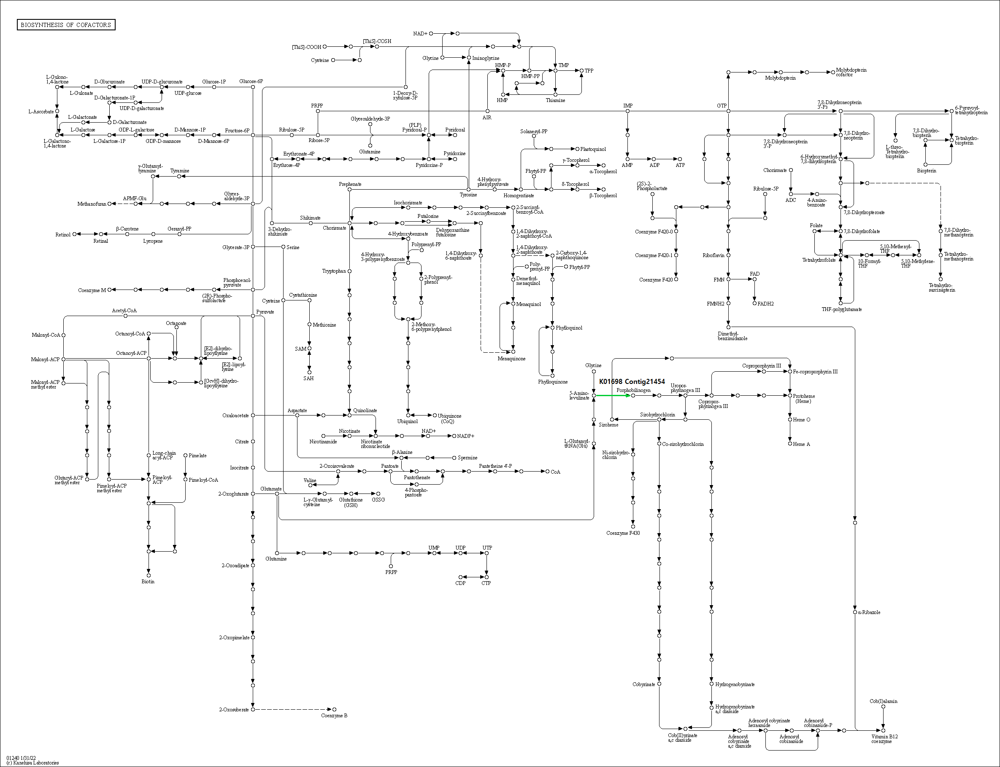 BIOSYNTHESIS OF COFACTORS
NAD+
[ThiS]-COSH
[ThiS]-COOH
Cysteine
Glycine
Iminoglycine
HMP-P
TMP
TPP
HMP-PP
HMP
Thiamine
Molybdopterin
cofactor
Molybdopterin
L-Gulono-
1,4-lactone
D-Glucuronate
UDP-D-glucuronate
Glucose-1P
Glucose-6P
L-Gulonate
UDP-glucose
1-Deoxy-D-
xylulose-5P
D-Galacturonate-1P
UDP-D-galacturonate
L-Ascorbate
PRPP
AIR
IMP
GTP
7,8-Dihydroneopterin
3'-P3
6-Pyruvoyl-
tetrahydropterin
L-Galactonate
D-Galacturonate
Glyceraldehyde-3P
(PLP)
Pyridoxal-P
Pyridoxal
L-Galactose
GDP-L-galactose
D-Mannose-1P
Fructose-6P
Ribulose-5P
L-Galactono-
1,4-lactone
L-Galactose-1P
GDP-D-mannose
D-Mannose-6P
Ribose-5P
Glutamine
Solanesyl-PP
Plastoquinol
7,8-Dihydroneopterin
3'-P
7,8-Dihydro-
neopterin
7,8-Dihydro-
biopterin
Tetrahydro-
biopterin
L-threo-
Tetrahydro-
biopterin
Biopterin
Erythronate-4P
Erythrose-4P
Pyridoxine-P
Pyridoxine
γ-Tocopherol
α-Tocopherol
AMP
ADP
ATP
6-Hydroxymethyl-
7,8-dihydropterin
γ-Glutamyl-
tyramine
Tyramine
Phytyl-PP
Chorismate
Prephenate
Tyrosine
4-Hydroxy-
phenylpyruvate
Homogentisate
δ-Tocopherol
β-Tocopherol
(2S)-2-
Phospholactate
Ribulose-5P
ADC
4-Amino-
benzoate
7,8-Dihydropteroate
Methanofuran
APMF-Glu
Glycer-
aldehyde-3P
Isochorismate
2-Succinylbenzoate
2-Succinyl-
benzoyl-CoA
Shikimate
3-Dehydro-
shikimate
Chorismate
Futalosine
Dehypoxanthine
futalosine
Retinol
Retinal
β-Carotene
Lycopene
Geranyl-PP
4-Hydroxybenzoate
1,4-Dihydroxy-
2-naphthoyl-CoA
Coenzyme F420-0
Folate
7,8-Dihydrofolate
7,8-Dihydro-
methanopterin
Glycerate-3P
Serine
Polyprenyl-PP
4-Hydroxy-
3-polyprenylbenzoate
1,4-Dihydroxy-
6-naphthoate
1,4-Dihydroxy-
2-naphthoate
2-Carboxy-1,4-
naphthoquinone
Coenzyme F420-1
Riboflavin
Tetrahydrofolate
10-Formyl-
THF
5,10-Methenyl-
THF
5,10-Methylene-
THF
Tetrahydro-
methanopterin
Tryptophan
Poly-
prenyl-PP
Phytyl-PP
2-Polyprenyl-
phenol
Demethyl-
menaquinol
Coenzyme F420
FMN
FAD
Tetrahydro-
sarcinapterin
Phosphoenol-
pyruvate
Coenzyme M
(2R)-Phospho-
sulfolactate
Cystathionine
Cysteine
Menaquinol
FMNH2
FADH2
THF-polyglutamate
Acetyl-CoA
Pyruvate
Methionine
2-Methoxy-
6-polyprenylphenol
Phylloquinol
Dimethyl-
benzimidazole
Malonyl-CoA
Octanoyl-CoA
Octanoate
SAM
[E2]-dihydro-
lipoyllysine
Malonyl-ACP
Octanoyl-ACP
[E2]-lipoyl-
lysine
Menaquinone
SAH
Malonyl-ACP
methyl ester
[GcvH]-dihydro-
lipoyllysine
Phylloquinone
Glycine
Coproporphyrin III
Fe-coproporphyrin III
K01698 Contig21454
5-Amino-
levulinate
Porphobilinogen
Uropor-
phyrinogen III
Copropor-
phyrinogen III
Protoheme
(Heme)
Oxaloacetate
Aspartate
Quinolinate
Ubiquinol
Ubiquinone
(CoQ)
Siroheme
Sirohydrochlorin
Heme O
Nicotinate
Nicotinamide
Nicotinate
ribonucleotide
NAD+
NADP+
Citrate
L-Glutamyl-
tRNA(Glu)
Co-sirohydrochlorin
Heme A
Long-chain
acyl-ACP
Pimelate
β-Alanine
Spermine
Ni-sirohydro-
chlorin
Isocitrate
2-Oxoisovalerate
Pantoate
Pantothenate
Pantetheine 4'-P
CoA
Glutaryl-ACP
methyl ester
Pimeloyl-ACP
methyl ester
Pimeloyl-
ACP
Pimeloyl-CoA
Valine
4-Phospho-
pantoate
2-Oxoglutarate
Glutamate
L-γ-Glutamyl-
cysteine
Glutathione
(GSH)
GSSG
Coenzyme F430
Glutamine
UMP
UDP
UTP
PRPP
CDP
CTP
2-Oxoadipate
Biotin
α-Ribazole
2-Oxopimelate
Cobyrinate
Hydrogenobyrinate
2-Oxosuberate
Coenzyme B
Hydrogenobyrinate
a,c diamide
Cob(I)alamin
Cob(II)yrinate
a,c diamide
Adenosyl
cobyrinate
a,c diamide
Adenosyl cobyrinate
hexaamide
Adenosyl
cobinamide
Adenosyl
cobinamide-P
Vitamin B12
coenzyme
01240 1/31/22
(c) Kanehisa Laboratories